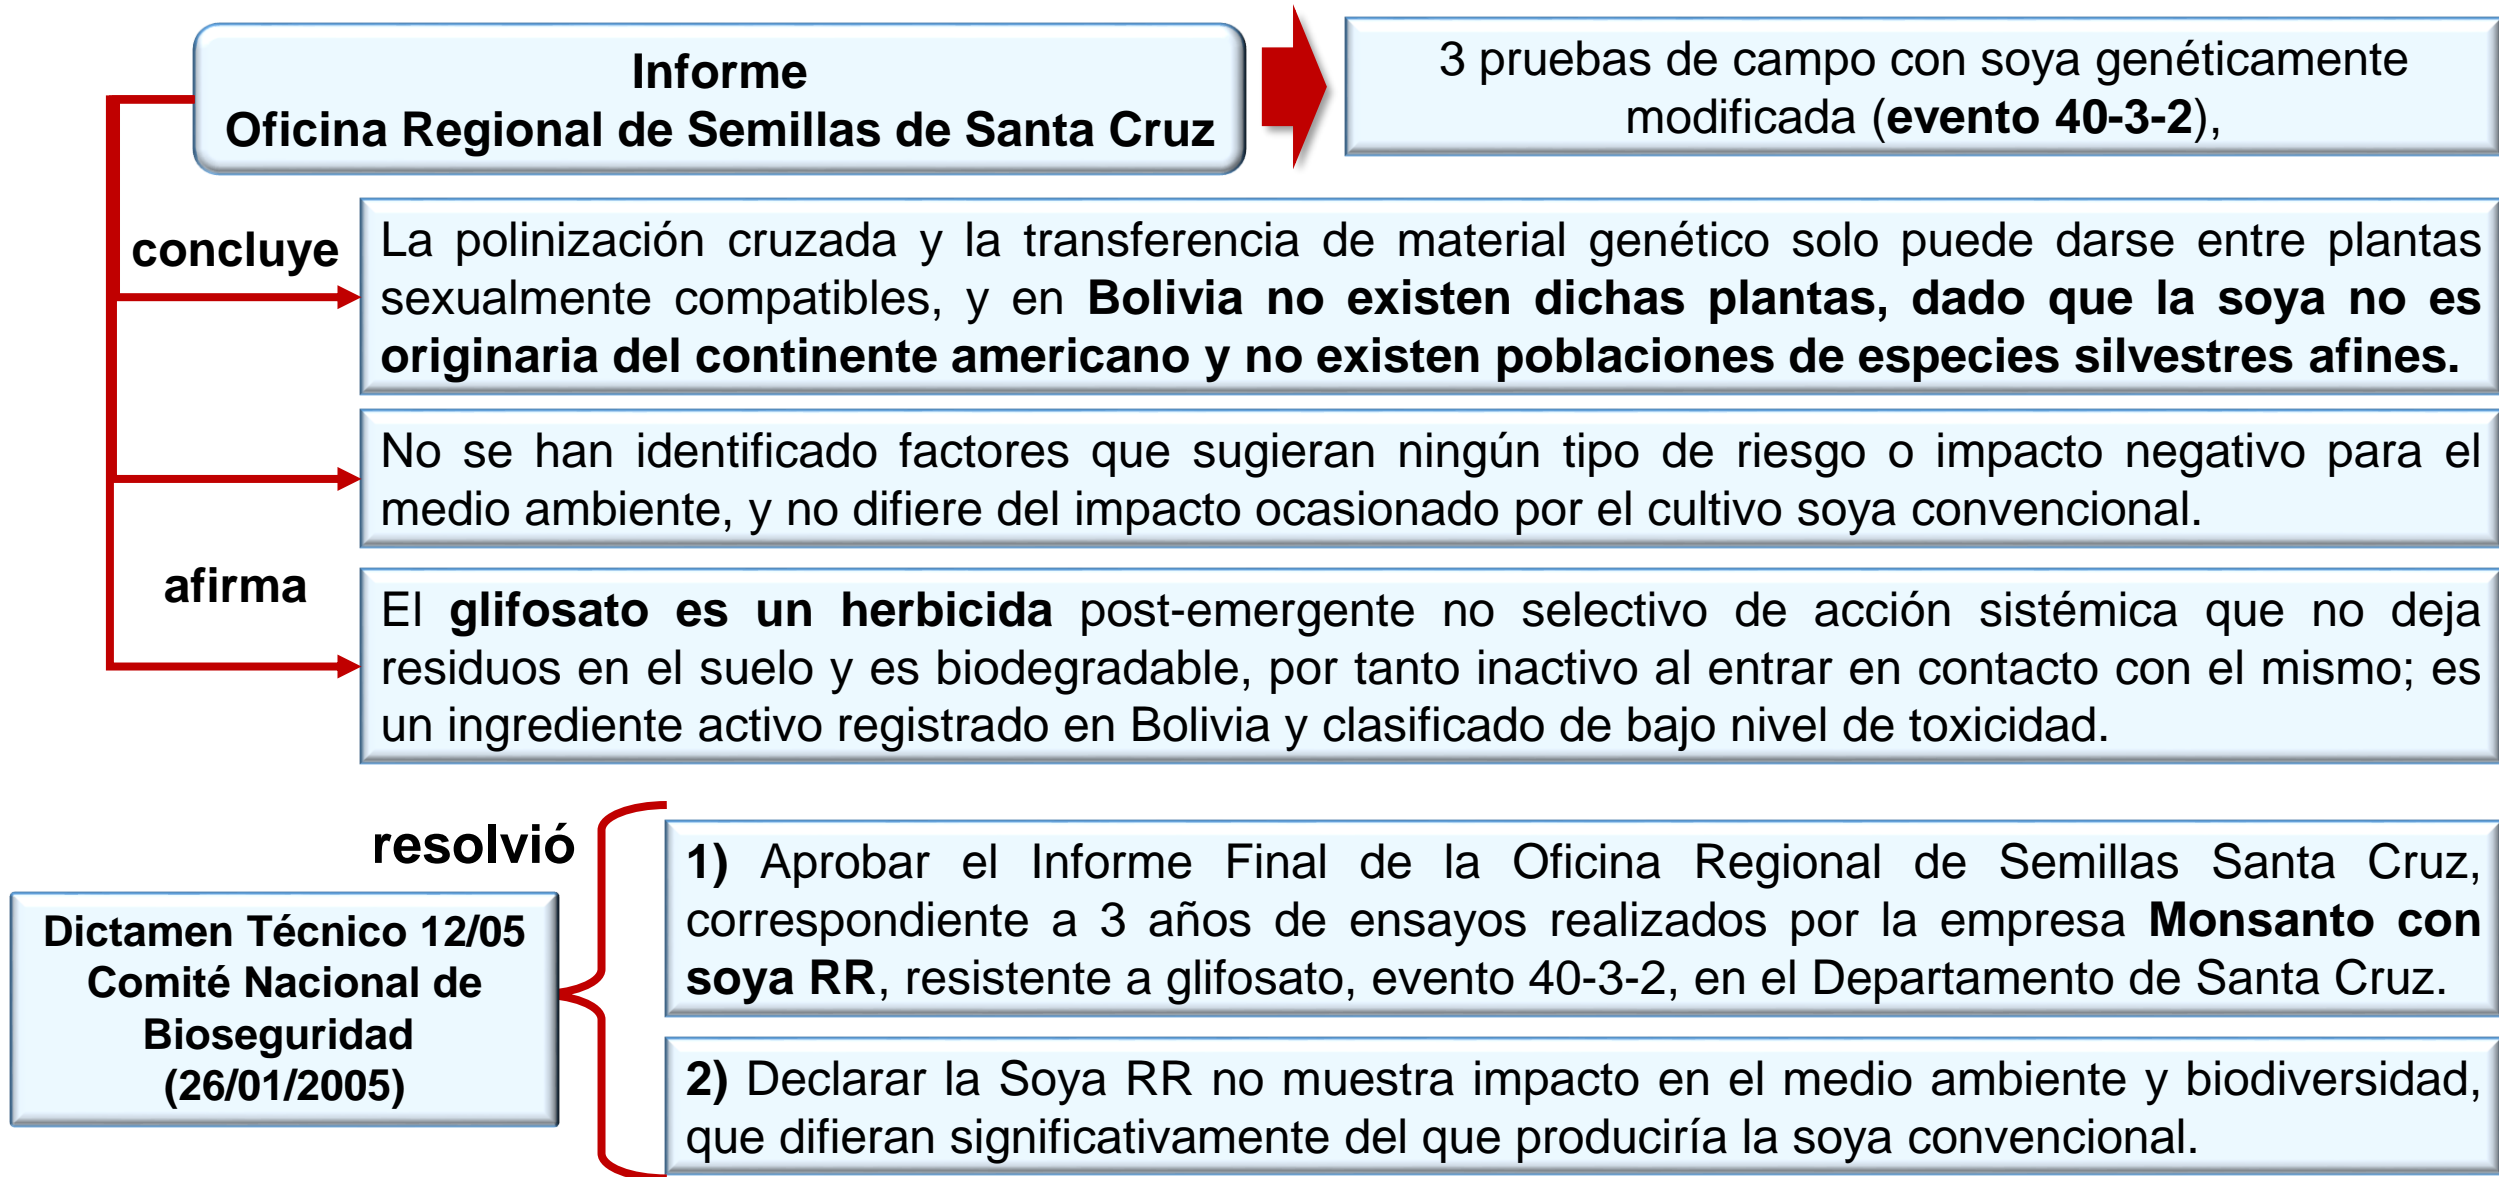 Informe
Oficina Regional de Semillas de Santa Cruz
3 pruebas de campo con soya genéticamente
modificada (evento 40-3-2),
concluye
La polinización cruzada y la transferencia de material genético solo puede darse entre plantas
sexualmente compatibles, y en Bolivia no existen dichas plantas, dado que la soya no es
originaria del continente americano y no existen poblaciones de especies silvestres afines.
No se han identificado factores que sugieran ningún tipo de riesgo o impacto negativo para el
medio ambiente, y no difiere del impacto ocasionado por el cultivo soya convencional.
afirma
El glifosato es un herbicida post-emergente no selectivo de acción sistémica que no deja
residuos en el suelo y es biodegradable, por tanto inactivo al entrar en contacto con el mismo; es
un ingrediente activo registrado en Bolivia y clasificado de bajo nivel de toxicidad.
resolvió
Dictamen Técnico 12/05
Comité Nacional de
Bioseguridad
(26/01/2005)
1) Aprobar el Informe Final de la Oficina Regional de Semillas Santa Cruz,
correspondiente a 3 años de ensayos realizados por la empresa Monsanto con
soya RR, resistente a glifosato, evento 40-3-2, en el Departamento de Santa Cruz.
2) Declarar la Soya RR no muestra impacto en el medio ambiente y biodiversidad,
que difieran significativamente del que produciría la soya convencional.